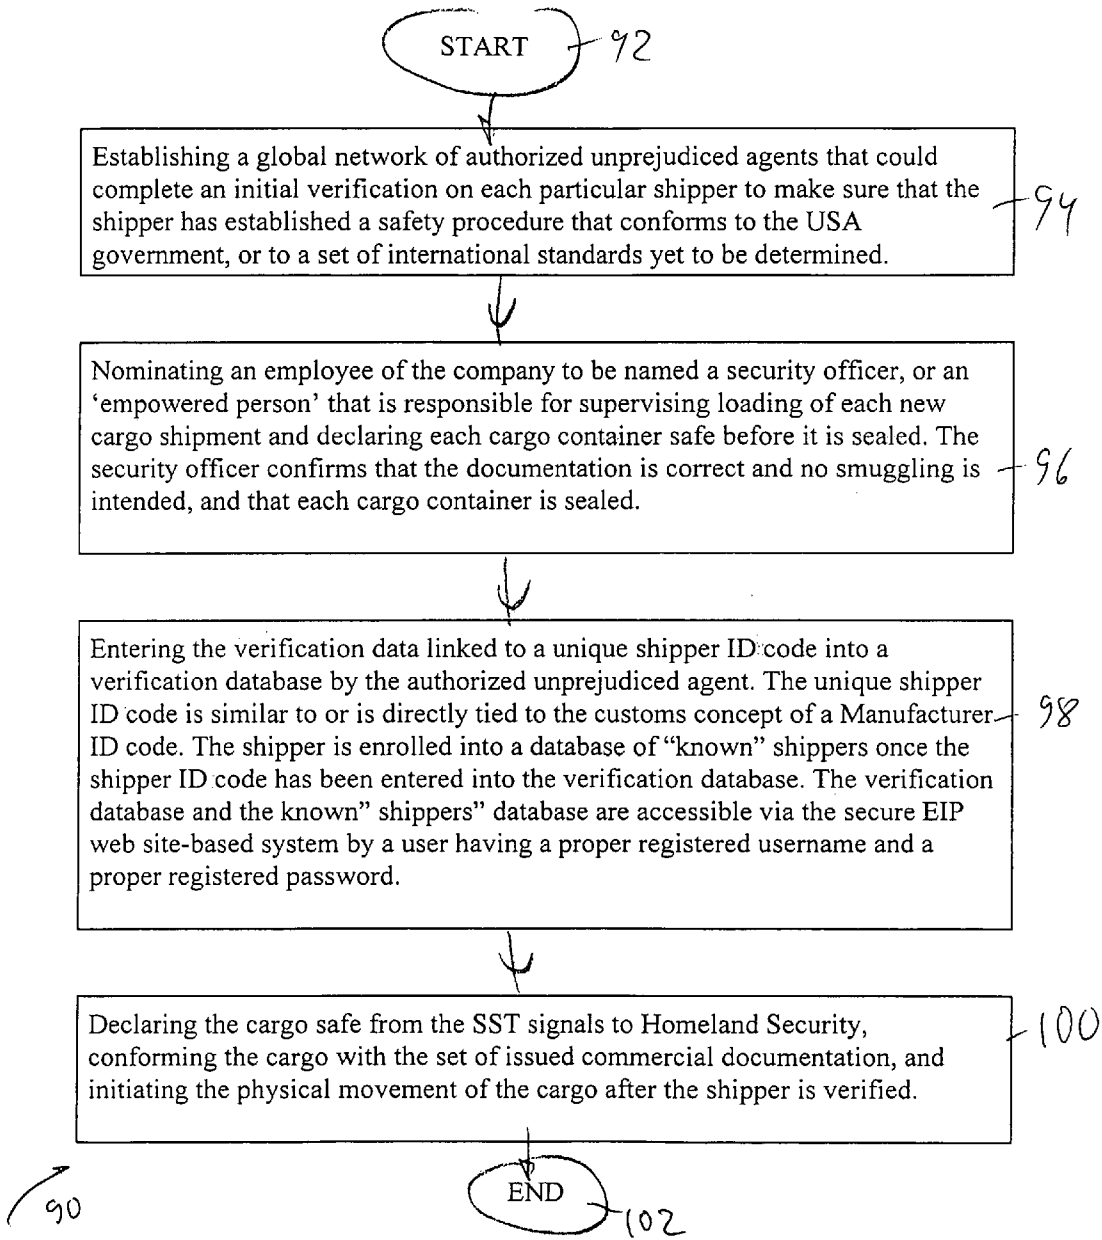 START 92
Establishing a global network of authorized unprejudiced agents that could
complete an initial verification on each particular shipper to make sure that the
shipper has established a safety procedure that conforms to the USA 94
government, or to a set of international standards yet to be determined.
Nominating an employee of the company to be named a security officer, or an
‘empowered person’ that is responsible for supervising loading of each new
cargo shipment and declaring each cargo container safe before it is sealed. The
security officer confirms that the documentation is correct and no smuggling is 96
intended, and that each cargo container is sealed.
Entering the verification data linked to a unique shipper ID code into a
verification database by the authorized unprejudiced agent. The unique shipper
ID code is similar to or is directly tied to the customs concept of a Manufacturer 98
ID code. The shipper is enrolled into a database of “known” shippers once the
shipper ID code has been entered into the verification database. The verification
database and the known” shippers” database are accessible via the secure EIP
web site-based system by a user having a proper registered username and a
proper registered password.
Declaring the cargo safe from the SST signals to Homeland Security, 100
conforming the cargo with the set of issued commercial documentation, and
initiating the physical movement of the cargo after the shipper is verified.
END 102
90